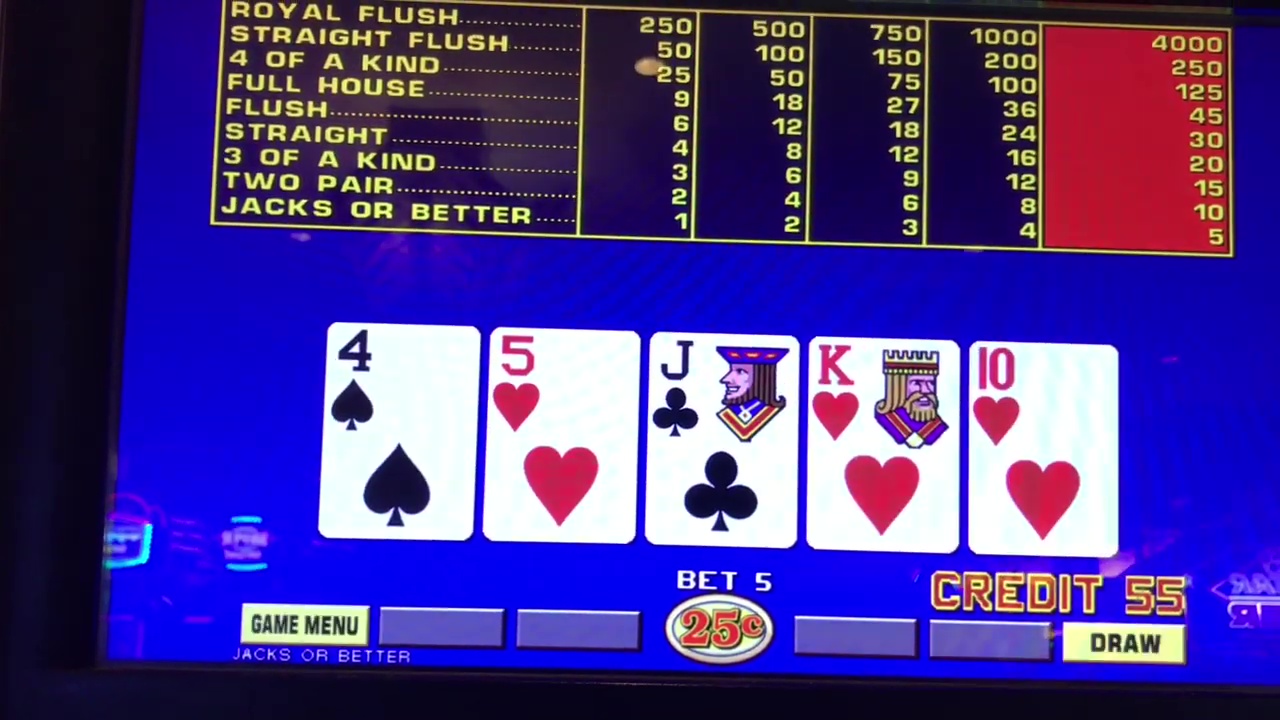 ROYAL FLUSH 250 500 750 1000 4000
STRAIGHT FLUSH 50 100 150 200 250
4 OF A KIND 25 50 75 100 125
FULL HOUSE 9 18 27 36 45
FLUSH 6 12 18 24 30
STRAIGHT 4 8 12 16 20
3 OF A KIND 3 6 9 12 15
TWO PAIR 2 4 6 8 10
JACKS OR BETTER 1 2 3 4 5
4 5 J K 10
BET 5
CREDIT 55
GAME MENU 25¢ DRAW
JACKS OR BETTER